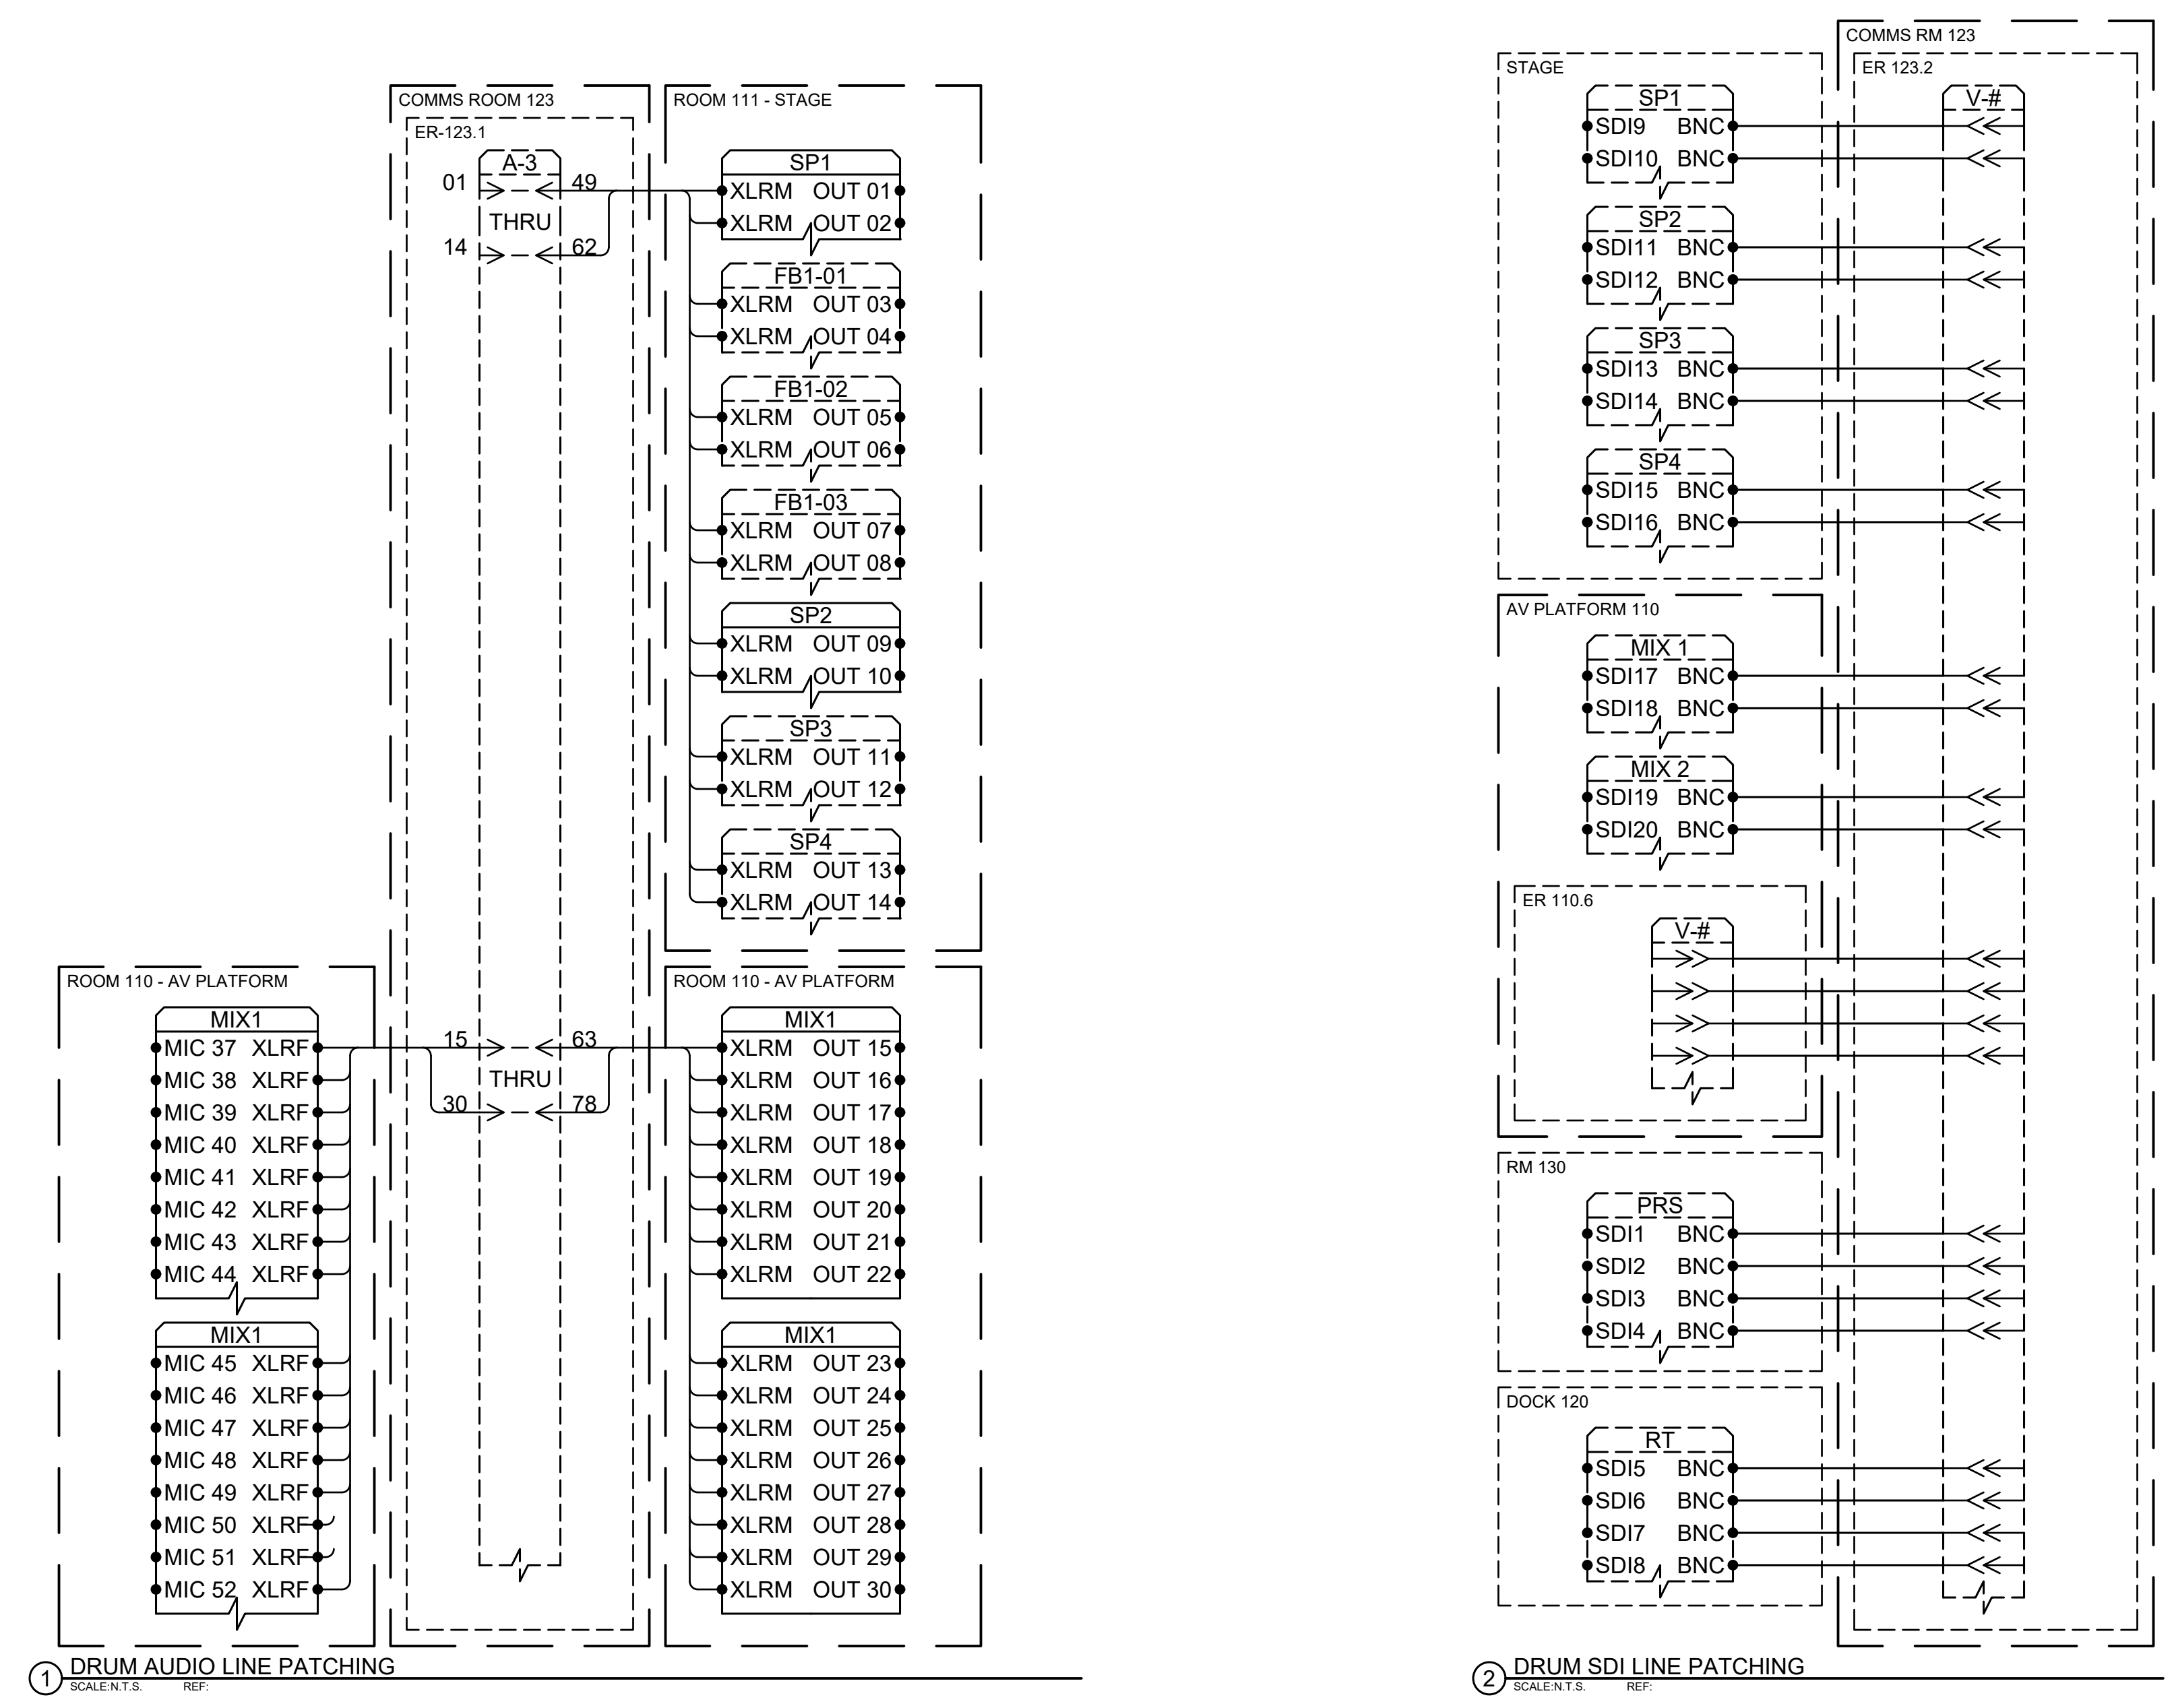 COMMS ROOM 123
ER-123.1
A-3
01 49
THRU
14 62
ROOM 111 - STAGE
SP1
XLRM OUT 01
XLRM OUT 02
FB1-01
XLRM OUT 03
XLRM OUT 04
FB1-02
XLRM OUT 05
XLRM OUT 06
FB1-03
XLRM OUT 07
XLRM OUT 08
SP2
XLRM OUT 09
XLRM OUT 10
SP3
XLRM OUT 11
XLRM OUT 12
SP4
XLRM OUT 13
XLRM OUT 14
ROOM 110 - AV PLATFORM
MIX1
MIC 37 XLRF
MIC 38 XLRF
MIC 39 XLRF
MIC 40 XLRF
MIC 41 XLRF
MIC 42 XLRF
MIC 43 XLRF
MIC 44 XLRF
MIX1
MIC 45 XLRF
MIC 46 XLRF
MIC 47 XLRF
MIC 48 XLRF
MIC 49 XLRF
MIC 50 XLRF
MIC 51 XLRF
MIC 52 XLRF
15 63
THRU
30 78
ROOM 110 - AV PLATFORM
MIX1
XLRM OUT 15
XLRM OUT 16
XLRM OUT 17
XLRM OUT 18
XLRM OUT 19
XLRM OUT 20
XLRM OUT 21
XLRM OUT 22
MIX1
XLRM OUT 23
XLRM OUT 24
XLRM OUT 25
XLRM OUT 26
XLRM OUT 27
XLRM OUT 28
XLRM OUT 29
XLRM OUT 30
1 DRUM AUDIO LINE PATCHING
SCALE:N.T.S. REF:
STAGE
SP1
SDI9 BNC
SDI10 BNC
SP2
SDI11 BNC
SDI12 BNC
SP3
SDI13 BNC
SDI14 BNC
SP4
SDI15 BNC
SDI16 BNC
AV PLATFORM 110
MIX 1
SDI17 BNC
SDI18 BNC
MIX 2
SDI19 BNC
SDI20 BNC
ER 110.6
V-#
RM 130
PRS
SDI1 BNC
SDI2 BNC
SDI3 BNC
SDI4 BNC
DOCK 120
RT
SDI5 BNC
SDI6 BNC
SDI7 BNC
SDI8 BNC
COMMS RM 123
ER 123.2
V-#
2 DRUM SDI LINE PATCHING
SCALE:N.T.S. REF: